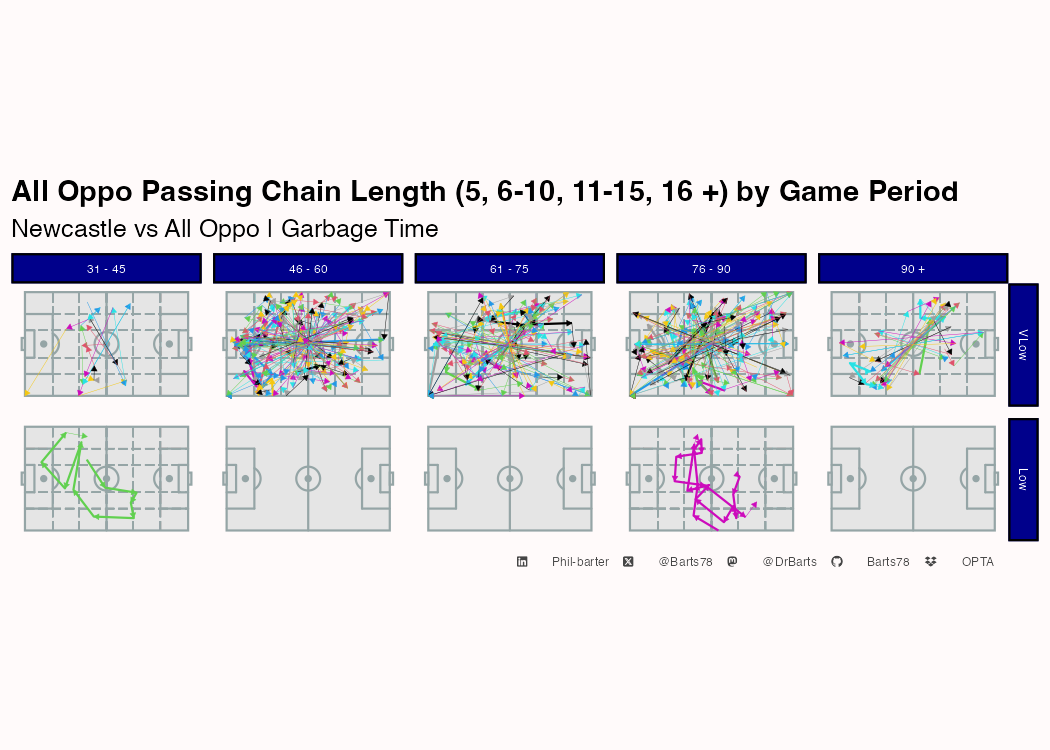 All Oppo Passing Chain Length (5, 6-10, 11-15, 16 +) by Game Period
Newcastle vs All Oppo | Garbage Time
31 - 45
46 - 60
61 - 75
76 - 90
90 +
V.Low
Low
Phil-barter @Barts78 @DrBarts Barts78 OPTA